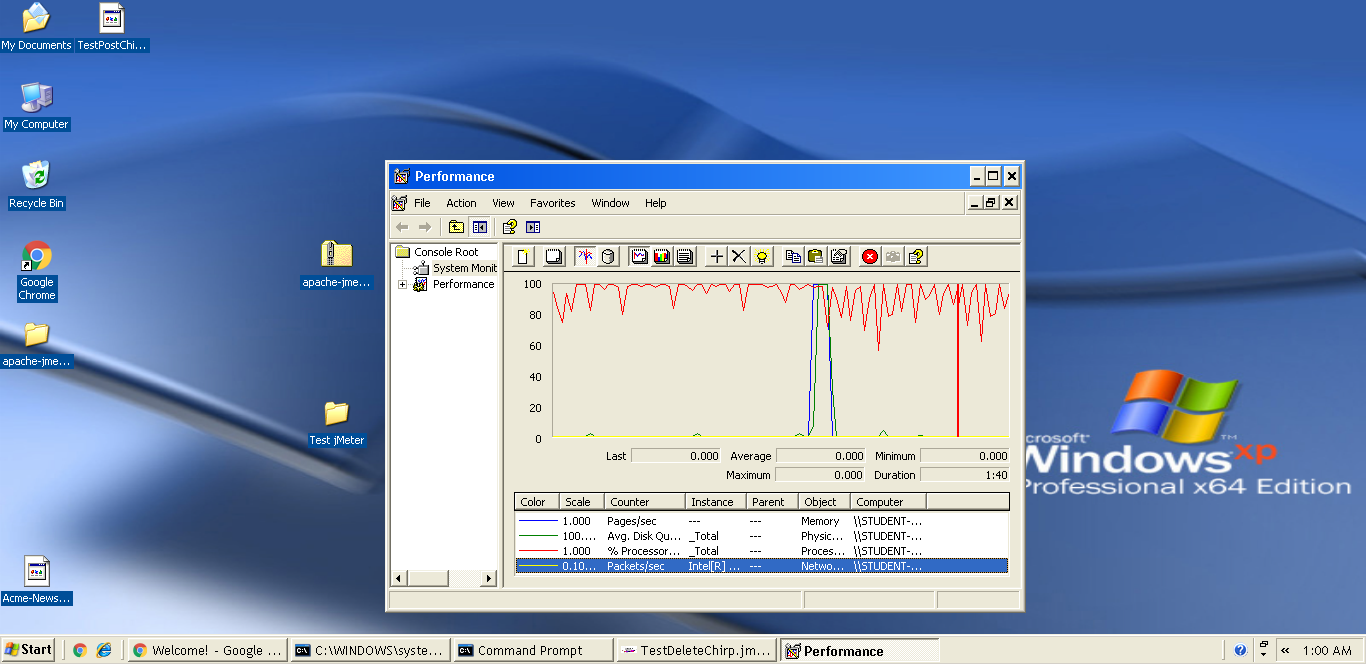 My Documents
TestPostChi...
My Computer
Recycle Bin
Google
Chrome
apache-jme...
apache-jme...
Test jMeter
Acme-News...
Performance
File Action View Favorites Window Help
Console Root
System Monit
Performance
100
80
60
40
20
0
Last 0.000 Average 0.000 Minimum 0.000
Maximum 0.000 Duration 1:40
Color Scale Counter Instance Parent Object Computer
1.000 Pages/sec --- --- Memory \\STUDENT-...
100.... Avg. Disk Qu... _Total --- Physic... \\STUDENT-...
1.000 % Processor... _Total --- Proces... \\STUDENT-...
0.10... Packets/sec Intel[R] ... --- Netwo... \\STUDENT-...
crosoft®
Windows xp
Professional x64 Edition
Start
Welcome! - Google ...
C:\WINDOWS\syste...
Command Prompt
TestDeleteChirp.jm...
Performance
1:00 AM